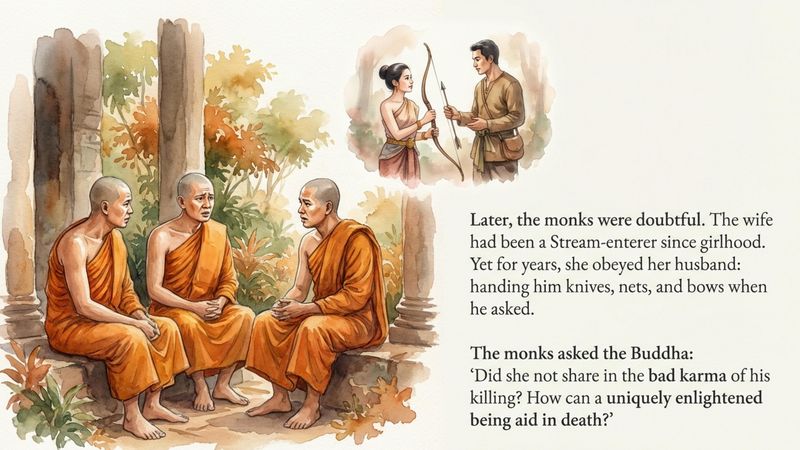 Later, the monks were doubtful. The wife
had been a Stream-enterer since girlhood.
Yet for years, she obeyed her husband:
handing him knives, nets, and bows when
he asked.
The monks asked the Buddha:
‘Did she not share in the bad karma of his
killing? How can a uniquely enlightened
being aid in death?’